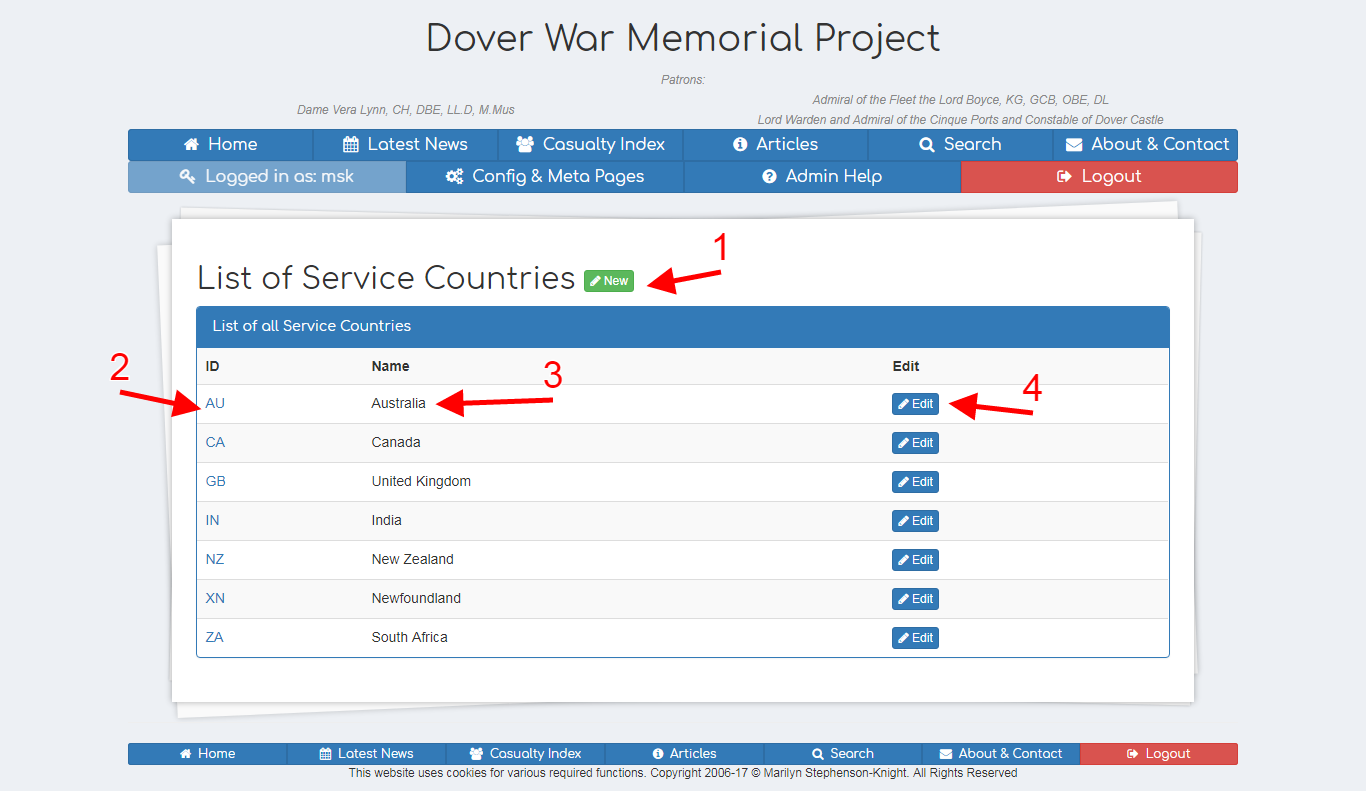 Dover War Memorial Project
Patrons:
Dame Vera Lynn, CH, DBE, LL.D, M.Mus
Admiral of the Fleet the Lord Boyce, KG, GCB, OBE, DL
Lord Warden and Admiral of the Cinque Ports and Constable of Dover Castle
Home Latest News Casualty Index Articles Search About & Contact
Logged in as: msk Config & Meta Pages Admin Help Logout
1
List of Service Countries New
List of all Service Countries
2
ID Name Edit
3
4
AU Australia Edit
CA Canada Edit
GB United Kingdom Edit
IN India Edit
NZ New Zealand Edit
XN Newfoundland Edit
ZA South Africa Edit
Home Latest News Casualty Index Articles Search About & Contact Logout
This website uses cookies for various required functions. Copyright 2006-17 © Marilyn Stephenson-Knight. All Rights Reserved